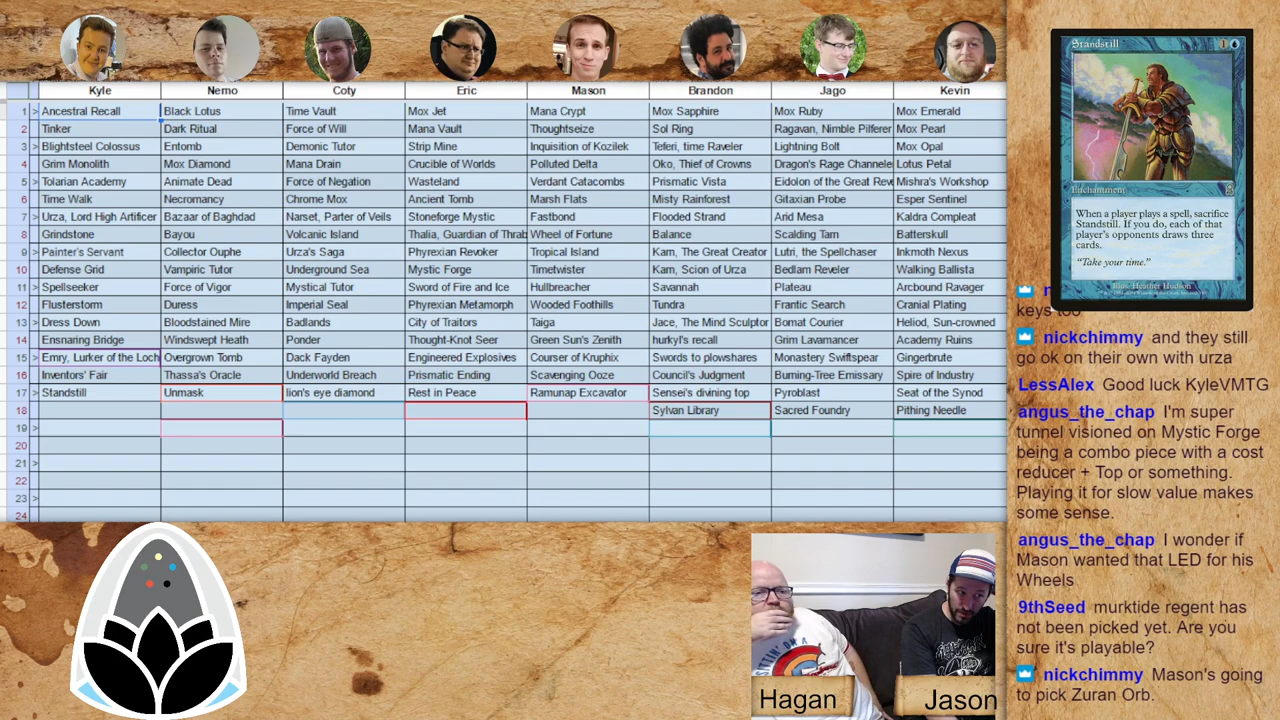 Kyle Nemo Coty Eric Mason Brandon Jago Kevin
1 > Ancestral Recall Black Lotus Time Vault Mox Jet Mana Crypt Mox Sapphire Mox Ruby Mox Emerald
2 Tinker Dark Ritual Force of Will Mana Vault Thoughtseize Sol Ring Ragavan, Nimble Pilferer Mox Pearl
3 > Blightsteel Colossus Entomb Demonic Tutor Strip Mine Inquisition of Kozilek Teferi, time Raveler Lightning Bolt Mox Opal
4 Grim Monolith Mox Diamond Mana Drain Crucible of Worlds Polluted Delta Oko, Thief of Crowns Dragon's Rage Channele Lotus Petal
5 > Tolarian Academy Animate Dead Force of Negation Wasteland Verdant Catacombs Prismatic Vista Eidolon of the Great Rev Mishra's Workshop
6 Time Walk Necromancy Chrome Mox Ancient Tomb Marsh Flats Misty Rainforest Gitaxian Probe Esper Sentinel
7 > Urza, Lord High Artificer Bazaar of Baghdad Narset, Parter of Veils Stoneforge Mystic Fastbond Flooded Strand Arid Mesa Kaldra Compleat
8 Grindstone Bayou Volcanic Island Thalia, Guardian of Thrab Wheel of Fortune Balance Scalding Tarn Batterskull
9 > Painter's Servant Collector Ouphe Urza's Saga Phyrexian Revoker Tropical Island Karn, The Great Creator Lutri, the Spellchaser Inkmoth Nexus
10 Defense Grid Vampiric Tutor Underground Sea Mystic Forge Timetwister Karn, Scion of Urza Bedlam Reveler Walking Ballista
11 > Spellseeker Force of Vigor Mystical Tutor Sword of Fire and Ice Hullbreacher Savannah Plateau Arcbound Ravager
12 Flusterstorm Duress Imperial Seal Phyrexian Metamorph Wooded Foothills Tundra Frantic Search Cranial Plating
13 > Dress Down Bloodstained Mire Badlands City of Traitors Taiga Jace, The Mind Sculptor Bomat Courier Heliod, Sun-crowned
14 Ensnaring Bridge Windswept Heath Ponder Thought-Knot Seer Green Sun's Zenith hurkyl's recall Grim Lavamancer Academy Ruins
15 > Emry, Lurker of the Loch Overgrown Tomb Dack Fayden Engineered Explosives Courser of Kruphix Swords to plowshares Monastery Swiftspear Gingerbrute
16 Inventors' Fair Thassa's Oracle Underworld Breach Prismatic Ending Scavenging Ooze Council's Judgment Burning-Tree Emissary Spire of Industry
17 > Standstill Unmask lion's eye diamond Rest in Peace Ramunap Excavator Sensei's divining top Pyroblast Seat of the Synod
18 Sylvan Library Sacred Foundry Pithing Needle
19 >
20
21 >
22
23 >
24
Hagan
Jason
Standstill 1
Enchantment
When a player plays a spell, sacrifice
Standstill. If you do, each of that
player's opponents draws three
cards.
"Take your time."
Illus. Heather Hudson
keys too
nickchimmy and they still
go ok on their own with urza
LessAlex Good luck KyleVMTG
angus_the_chap I'm super
tunnel visioned on Mystic Forge
being a combo piece with a cost
reducer + Top or something.
Playing it for slow value makes
some sense.
angus_the_chap I wonder if
Mason wanted that LED for his
Wheels
9thSeed murktide regent has
not been picked yet. Are you
sure it's playable?
nickchimmy Mason's going
to pick Zuran Orb.